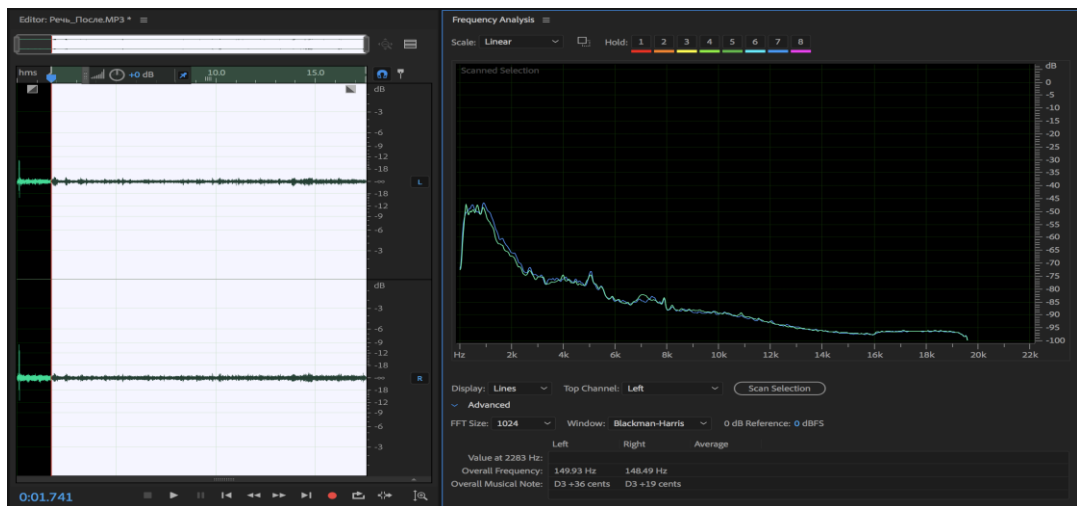 Editor: Речь_После.MP3 *
hms
+0 dB
10.0
15.0
dB
-3
-6
-9
-12
-18
-∞
-18
-12
-9
-6
-3
L
dB
-3
-6
-9
-12
-18
-18
-12
-9
-6
-3
R
0:01.741
Frequency Analysis
Scale: Linear
Hold: 1 2 3 4 5 6 7 8
Scanned Selection
dB
0
-5
-10
-15
-20
-25
-30
-35
-40
-45
-50
-55
-60
-65
-70
-75
-80
-85
-90
-95
-100
Hz 2k 4k 6k 8k 10k 12k 14k 16k 18k 20k 22k
Display: Lines Top Channel: Left Scan Selection
Advanced
FFT Size: 1024 Window: Blackman-Harris 0 dB Reference: 0 dBFS
Left Right Average
Value at 2283 Hz:
Overall Frequency: 149.93 Hz 148.49 Hz
Overall Musical Note: D3 +36 cents D3 +19 cents